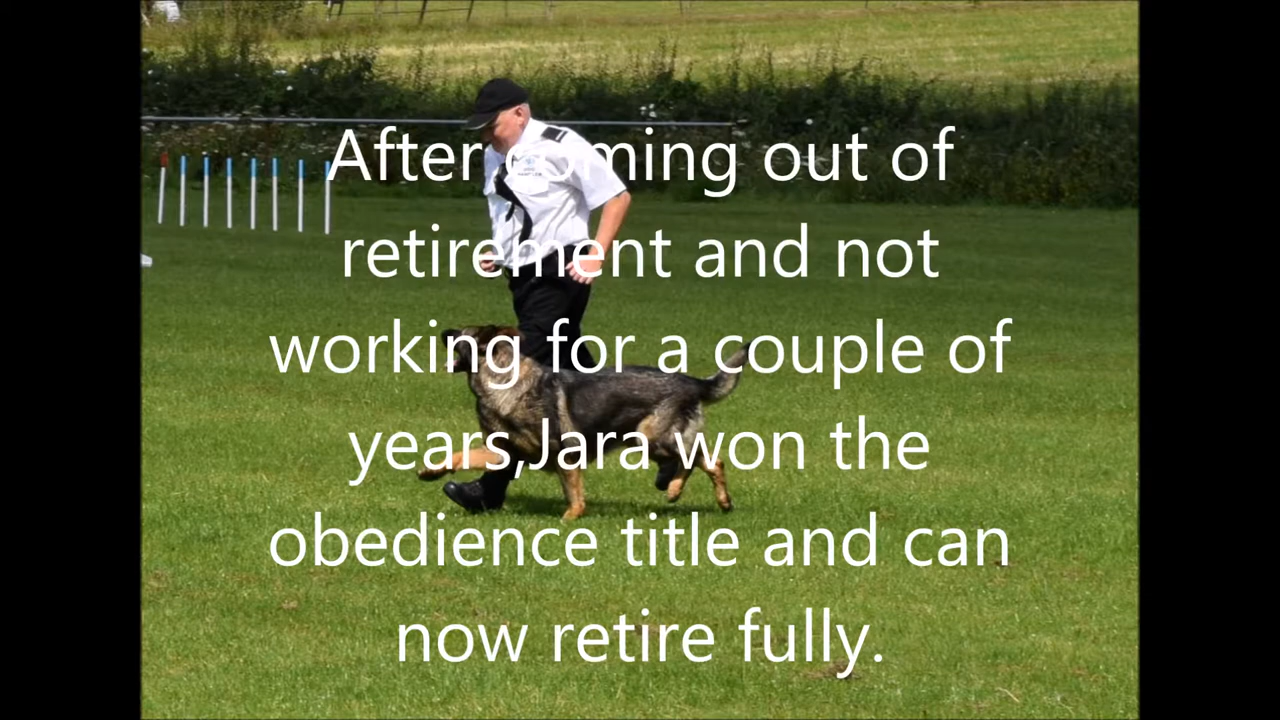 After coming out of
retirement and not
working for a couple of
years,Jara won the
obedience title and can
now retire fully.